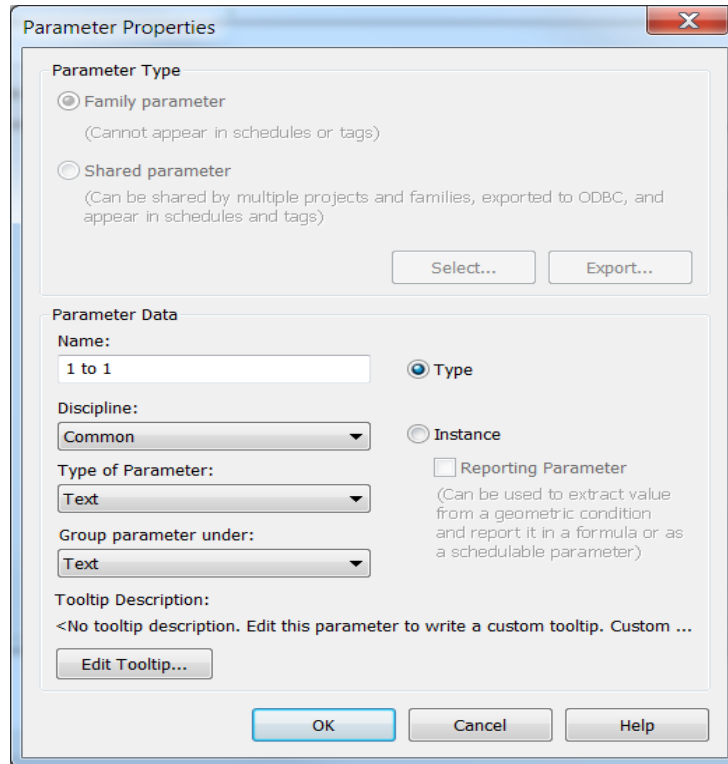 Parameter Properties
Parameter Type
Family parameter
(Cannot appear in schedules or tags)
Shared parameter
(Can be shared by multiple projects and families, exported to ODBC, and
appear in schedules and tags)
Select...
Export...
Parameter Data
Name:
1 to 1
Type
Discipline:
Common
Instance
Type of Parameter:
Reporting Parameter
Text
(Can be used to extract value
from a geometric condition
and report it in a formula or as
a schedulable parameter)
Group parameter under:
Text
Tooltip Description:
<No tooltip description. Edit this parameter to write a custom tooltip. Custom ...
Edit Tooltip...
OK
Cancel
Help